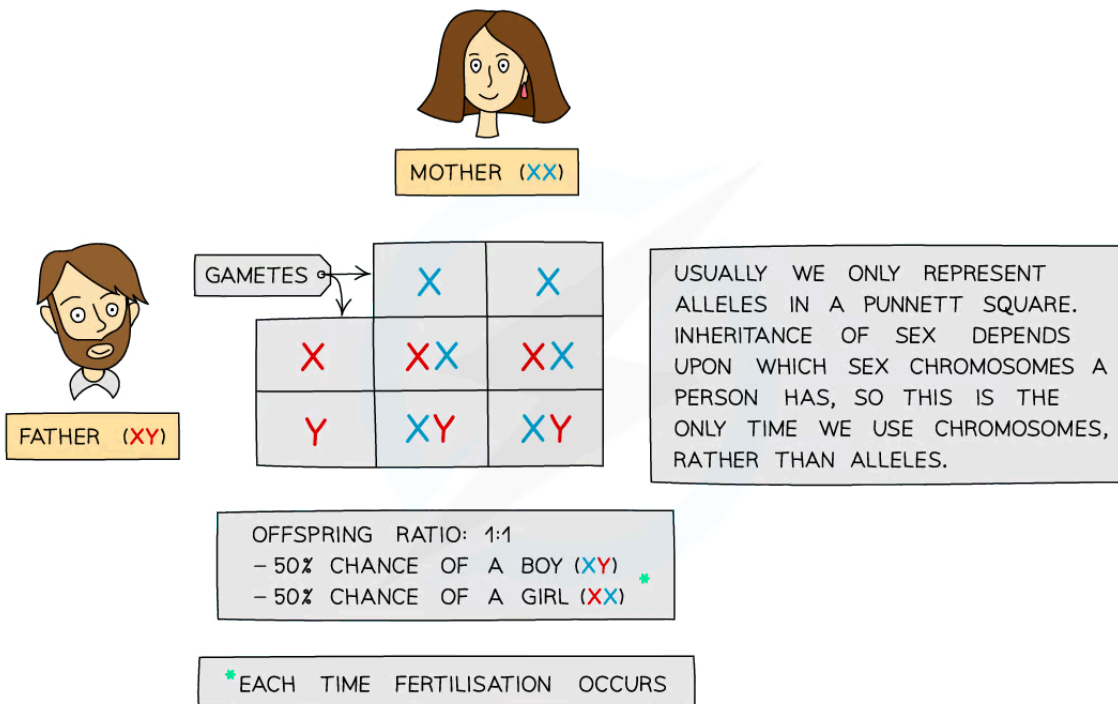 MOTHER (XX)
GAMETES
X X
X XX XX
Y XY XY
FATHER (XY)
USUALLY WE ONLY REPRESENT
ALLELES IN A PUNNETT SQUARE.
INHERITANCE OF SEX DEPENDS
UPON WHICH SEX CHROMOSOMES A
PERSON HAS, SO THIS IS THE
ONLY TIME WE USE CHROMOSOMES,
RATHER THAN ALLELES.
OFFSPRING RATIO: 1:1
– 50% CHANCE OF A BOY (XY)
– 50% CHANCE OF A GIRL (XX) *
*EACH TIME FERTILISATION OCCURS